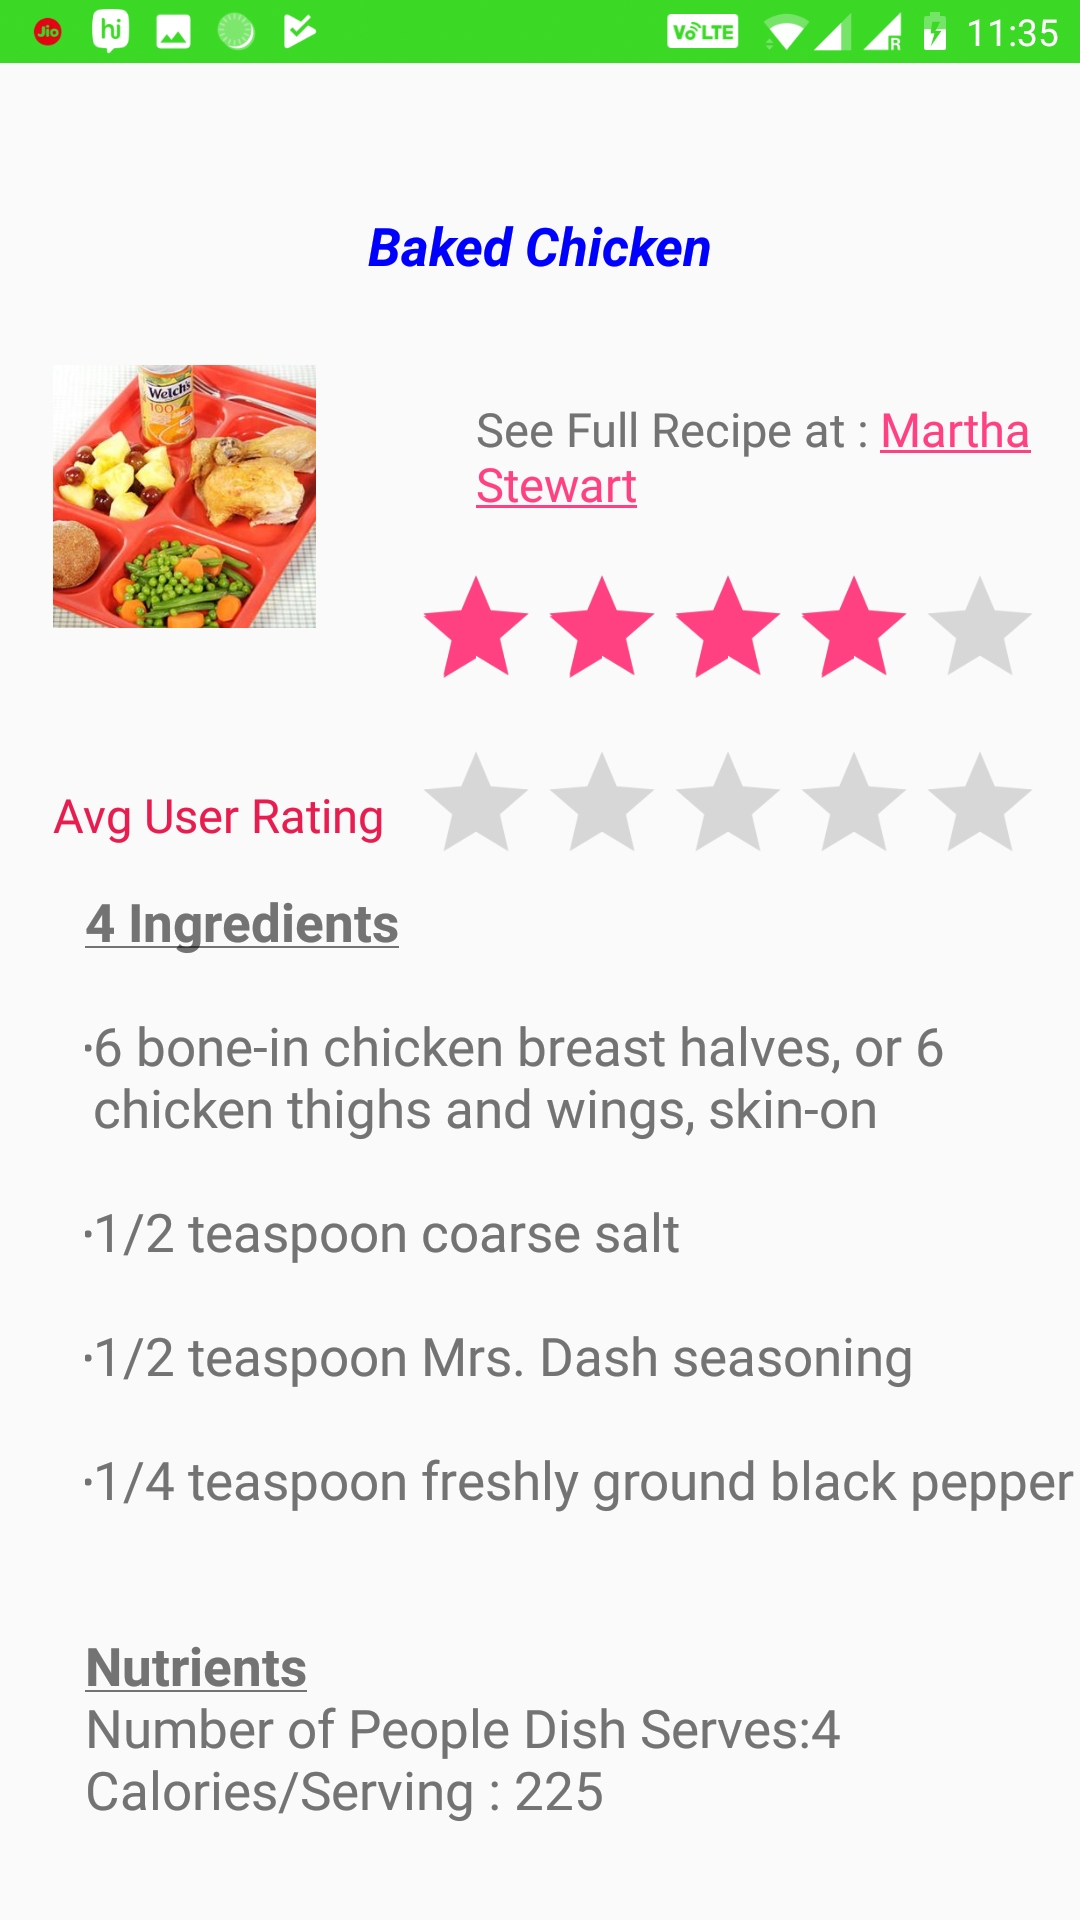 Jio hj VoLTE R 11:35
Baked Chicken
Welch's
100
See Full Recipe at : Martha
Stewart
Avg User Rating
4 Ingredients
·6 bone-in chicken breast halves, or 6
chicken thighs and wings, skin-on
·1/2 teaspoon coarse salt
·1/2 teaspoon Mrs. Dash seasoning
·1/4 teaspoon freshly ground black pepper
Nutrients
Number of People Dish Serves:4
Calories/Serving : 225